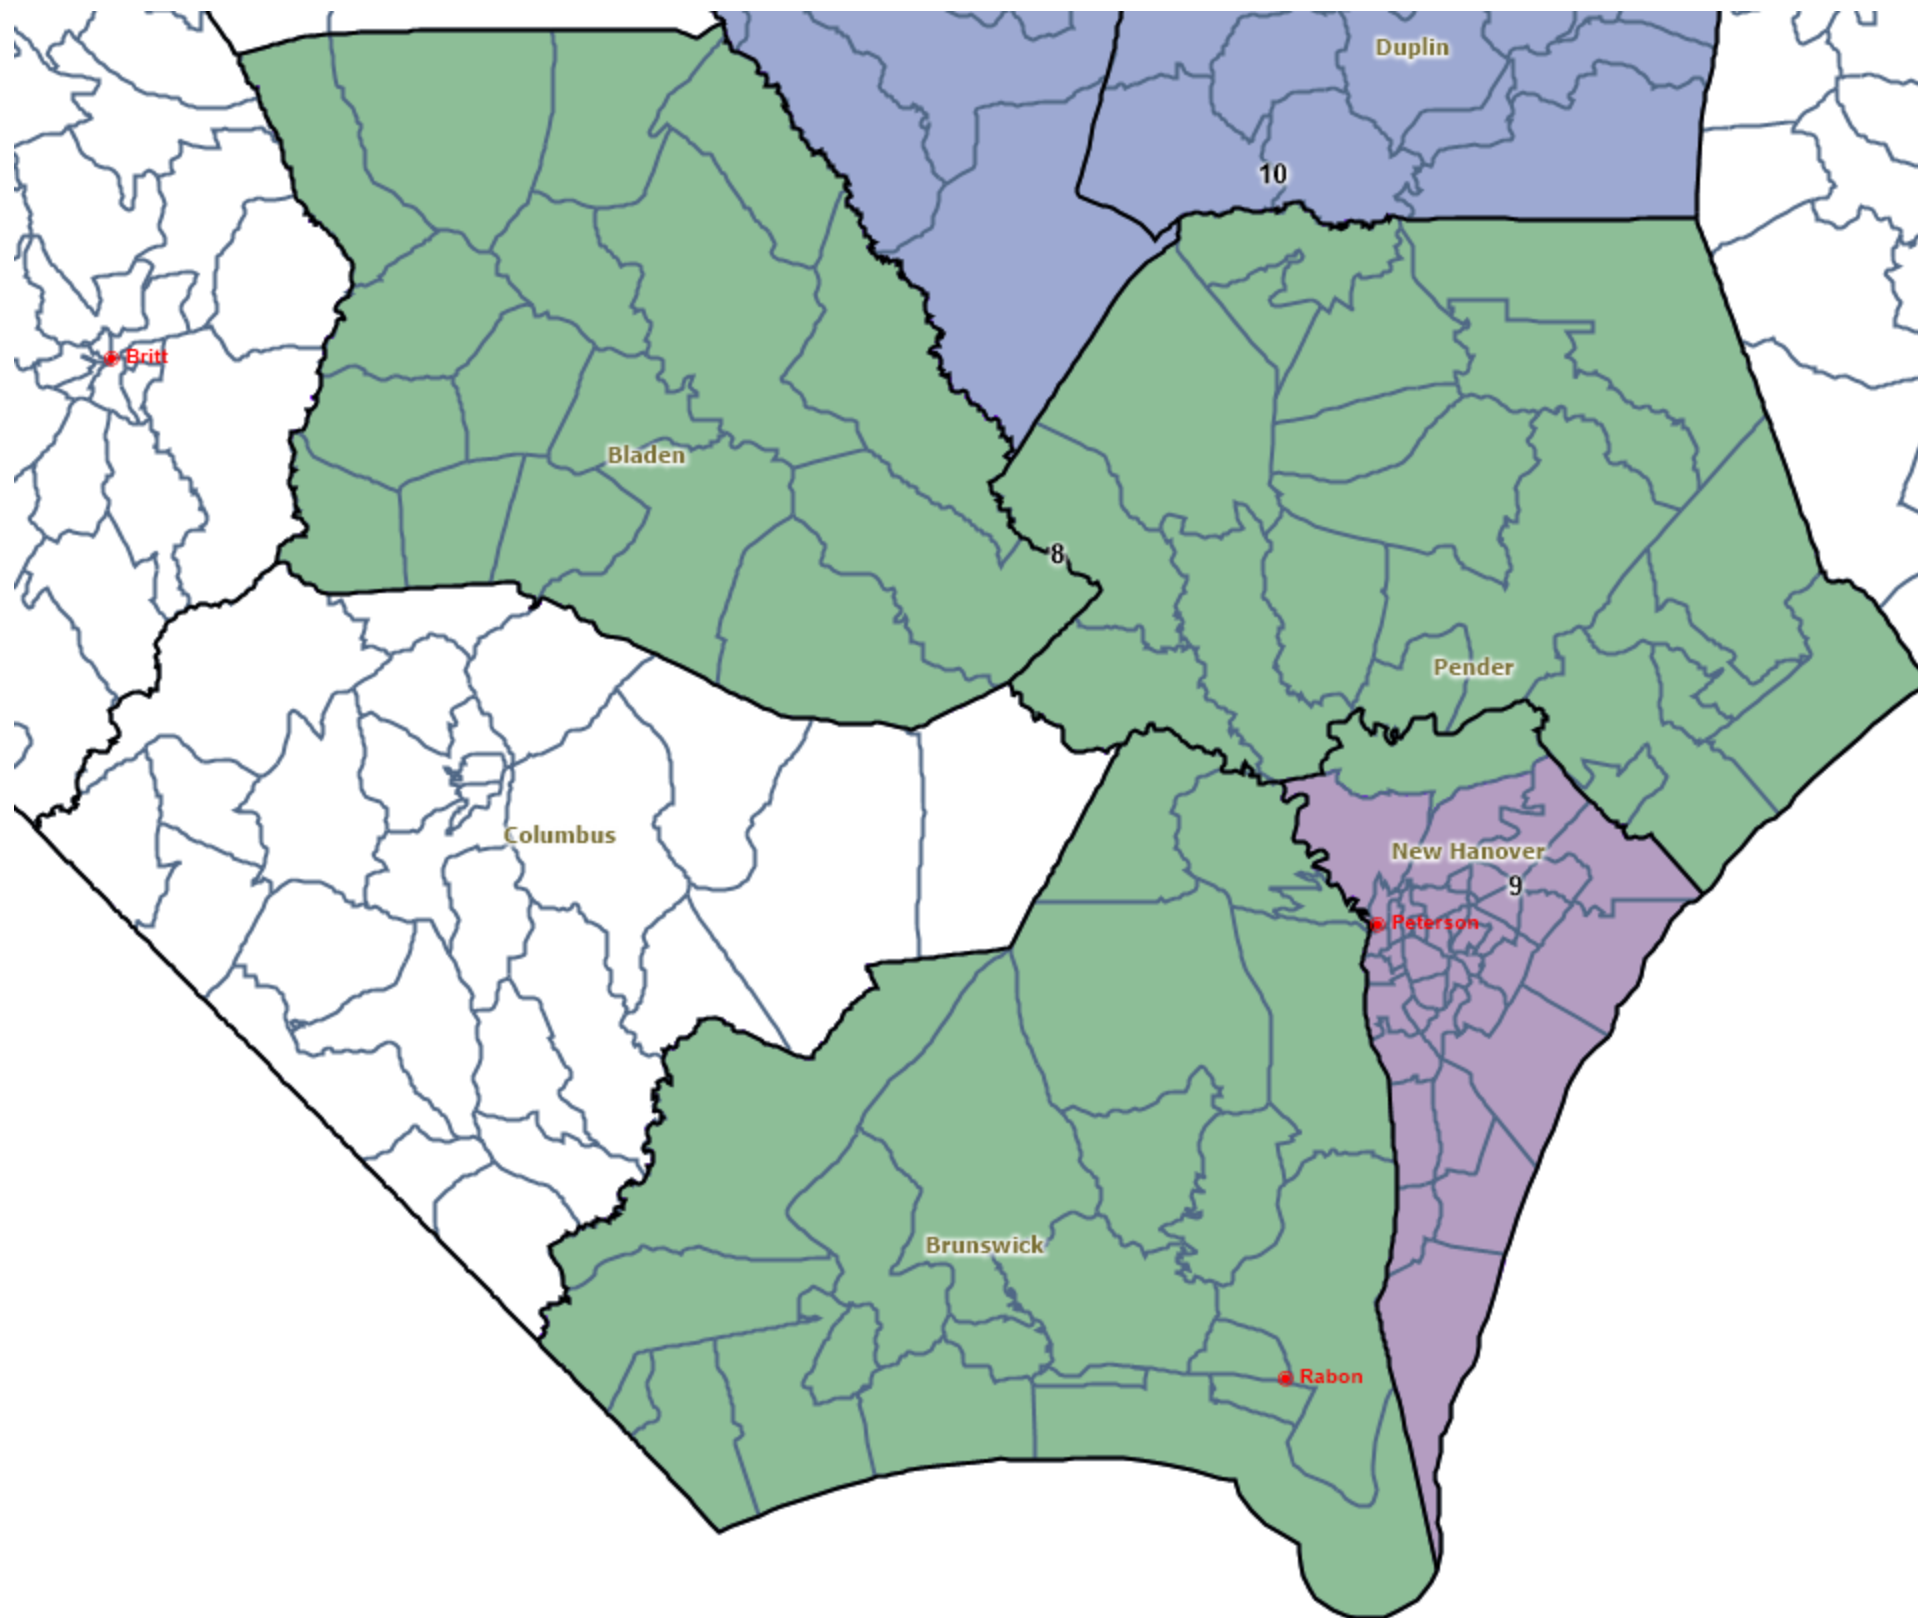 Duplin
10
Britt
Bladen
8
Pender
Columbus
New Hanover
9
Peterson
Brunswick
Rabon